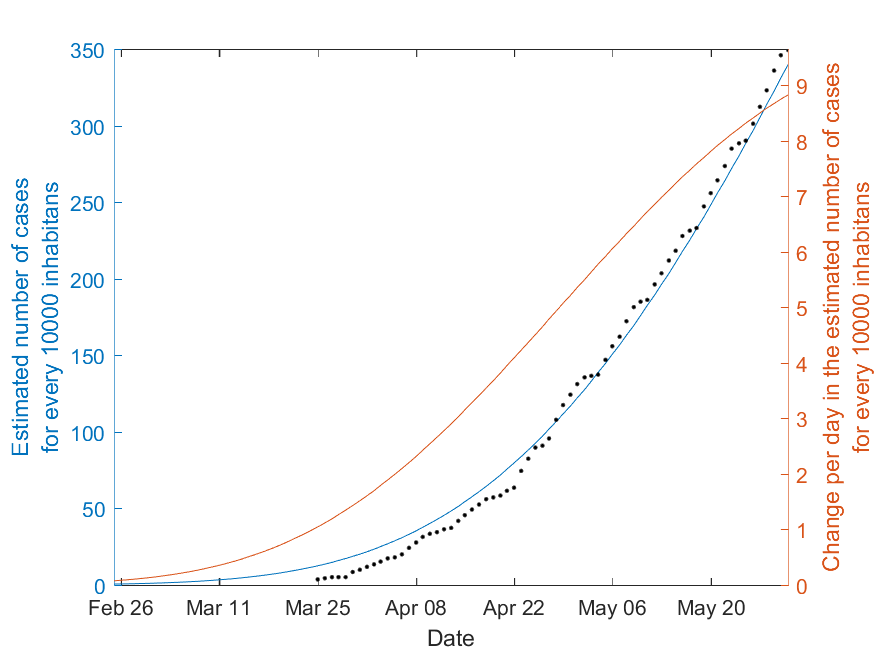 Estimated number of cases
for every 10000 inhabitans
350
300
250
200
150
100
50
0
Feb 26
Mar 11
Mar 25
Apr 08
Apr 22
May 06
May 20
Date
9
8
7
6
5
4
3
2
1
0
Change per day in the estimated number of cases
for every 10000 inhabitans